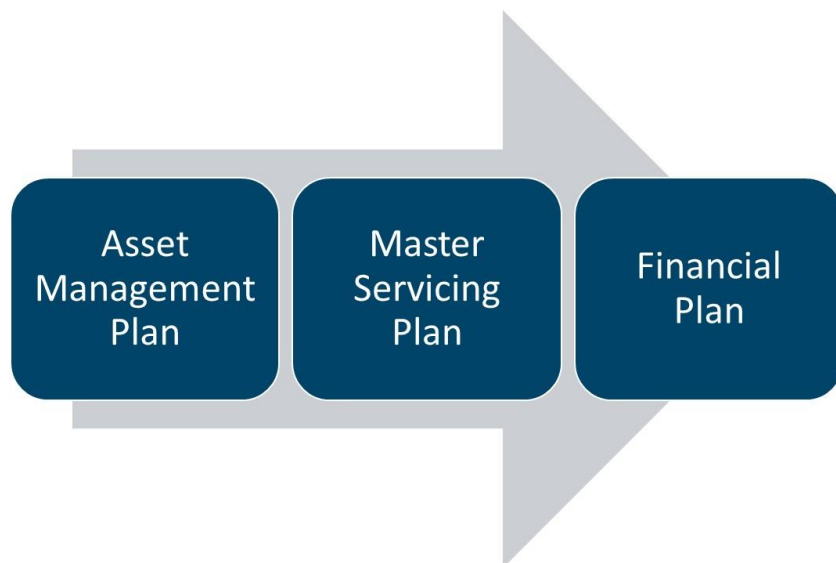 Asset
Management
Plan
Master
Servicing
Plan
Financial
Plan